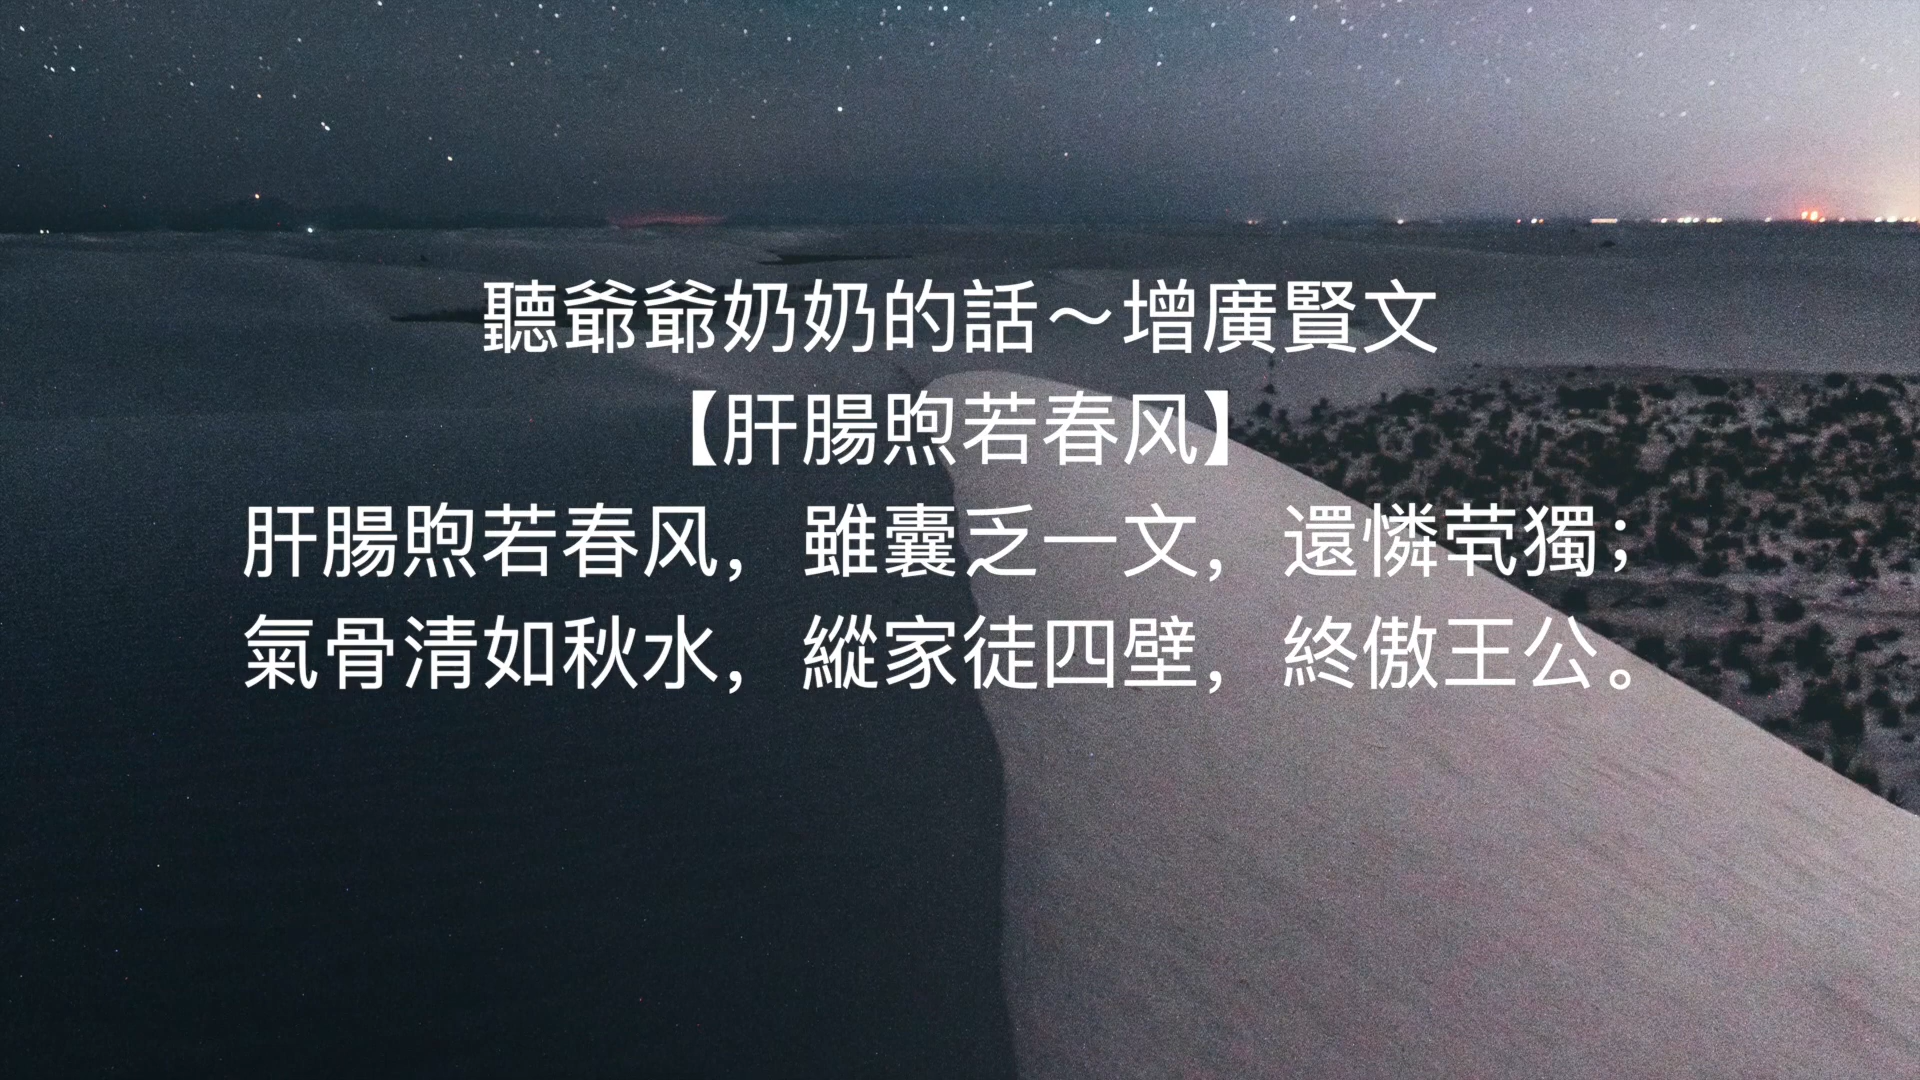 聽爺爺奶奶的話～增廣賢文
【肝腸煦若春风】
肝腸煦若春风，雖囊乏一文，還憐茕獨；
氣骨清如秋水，縱家徒四壁，終傲王公。